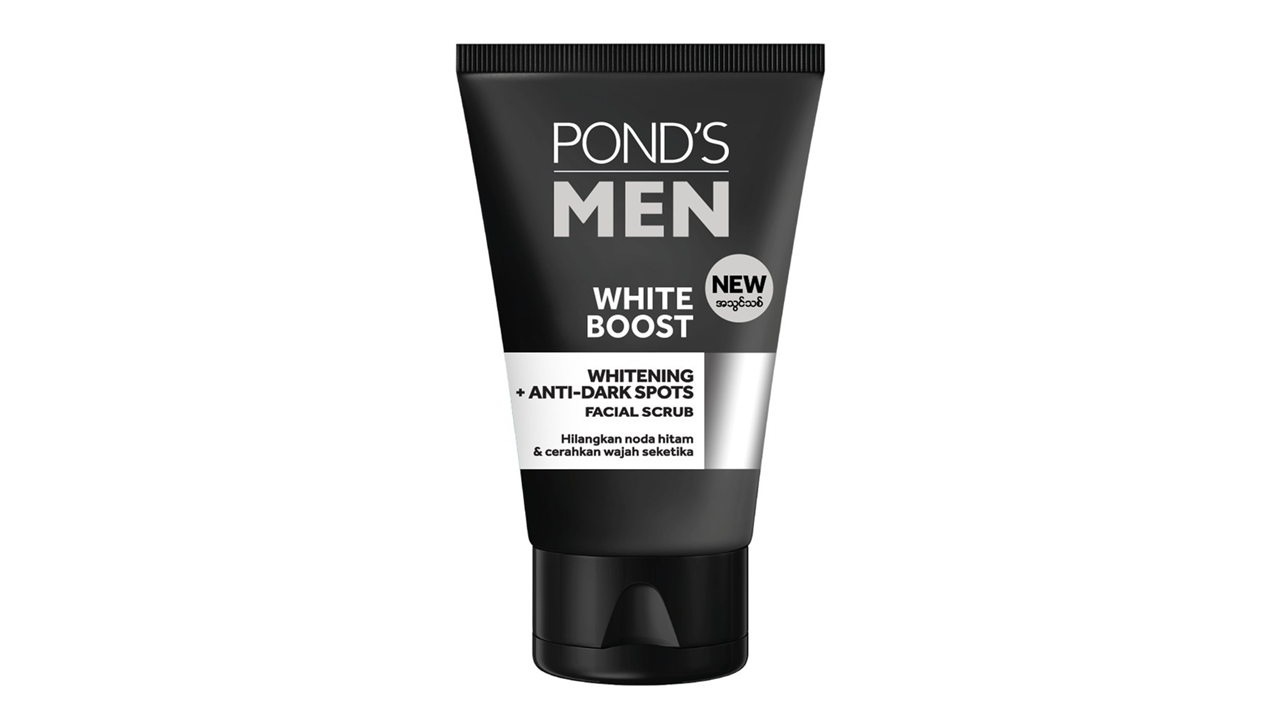 POND'S
MEN
NEW
အသွင်သစ်
WHITE
BOOST
WHITENING
+ ANTI-DARK SPOTS
FACIAL SCRUB
Hilangkan noda hitam
& cerahkan wajah seketika